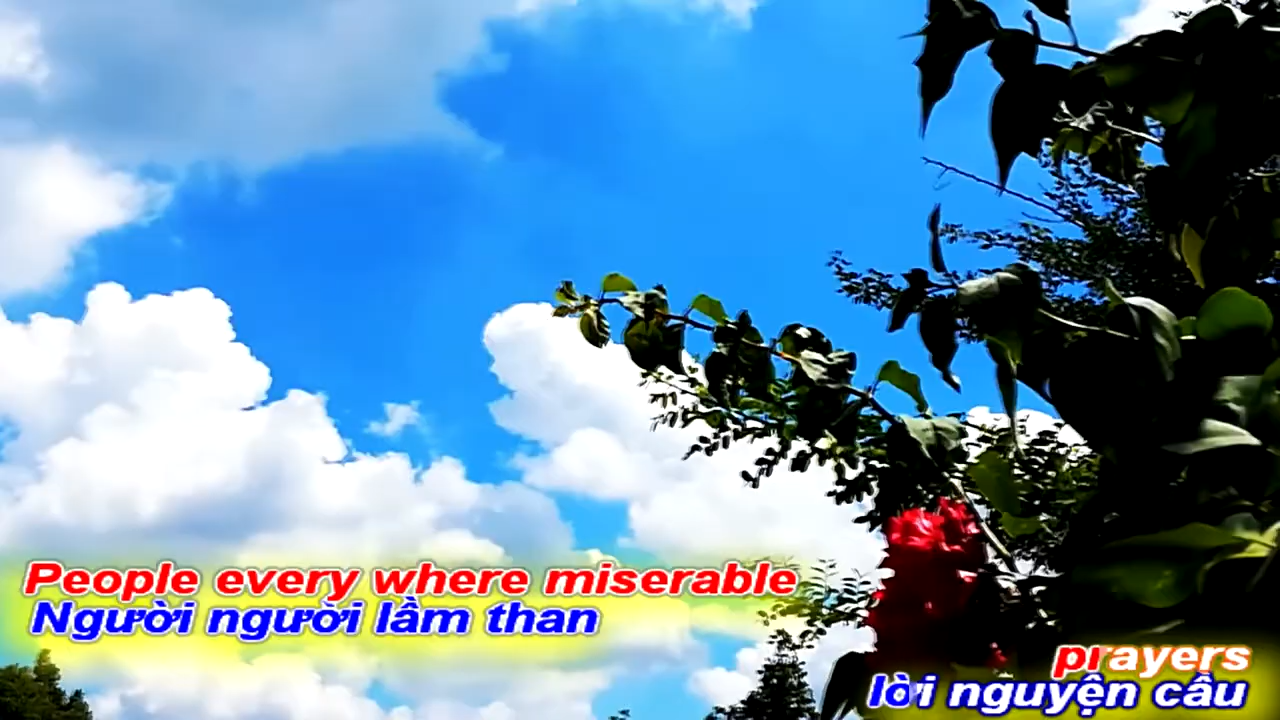 People every where miserable
Người người lầm than
prayers
lời nguyện cầu